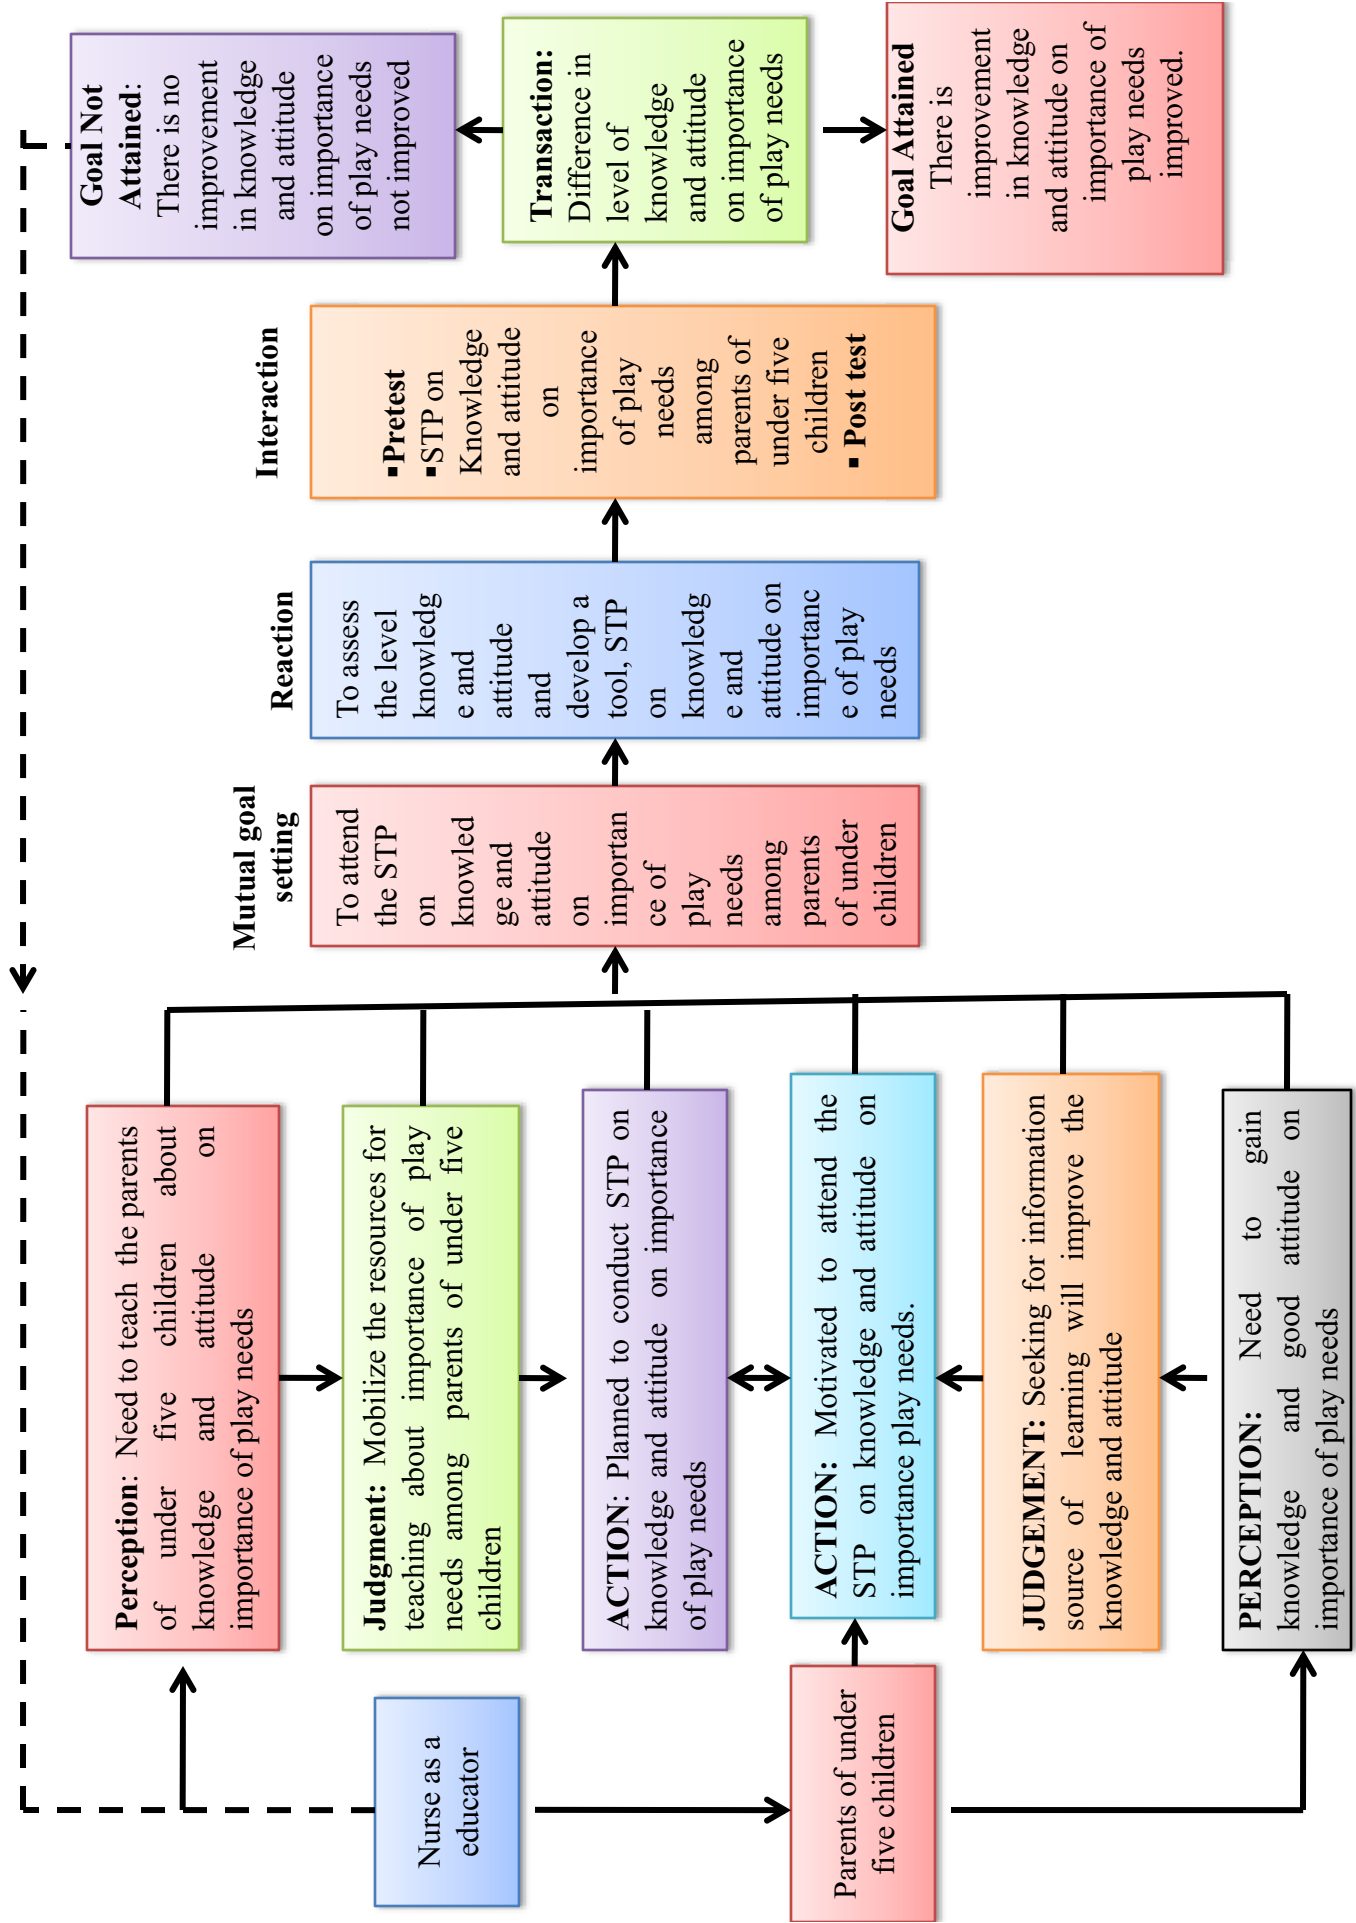 Nurse as a
educator
Parents of under
five children
Perception: Need to teach the parents
of under five children about
knowledge and attitude on
importance of play needs
Judgment: Mobilize the resources for
teaching about importance of play
needs among parents of under five
children
ACTION: Planned to conduct STP on
knowledge and attitude on importance
of play needs
ACTION: Motivated to attend the
STP on knowledge and attitude on
importance play needs.
JUDGEMENT: Seeking for information
source of learning will improve the
knowledge and attitude
PERCEPTION: Need to gain
knowledge and good attitude on
importance of play needs
Mutual goal
setting
To attend
the STP
on
knowled
ge and
attitude
on
importan
ce of
play
needs
among
parents
of under
children
Reaction
To assess
the level
knowledg
e and
attitude
and
develop a
tool, STP
on
knowledg
e and
attitude on
importanc
e of play
needs
Interaction
▪Pretest
▪STP on
Knowledge
and attitude
on
importance
of play
needs
among
parents of
under five
children
▪ Post test
Goal Not
Attained:
There is no
improvement
in knowledge
and attitude
on importance
of play needs
not improved
Transaction:
Difference in
level of
knowledge
and attitude
on importance
of play needs
Goal Attained
There is
improvement
in knowledge
and attitude on
importance of
play needs
improved.